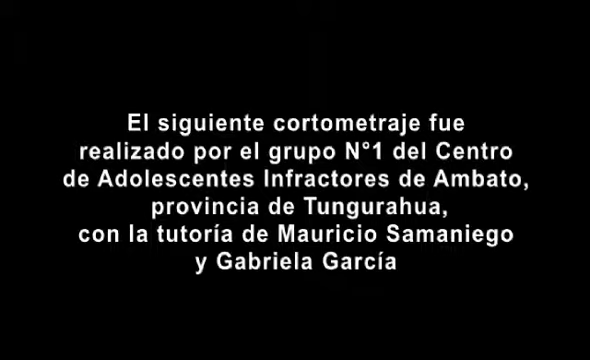 El siguiente cortometraje fue
realizado por el grupo N°1 del Centro
de Adolescentes Infractores de Ambato,
provincia de Tungurahua,
con la tutoría de Mauricio Samaniego
y Gabriela García